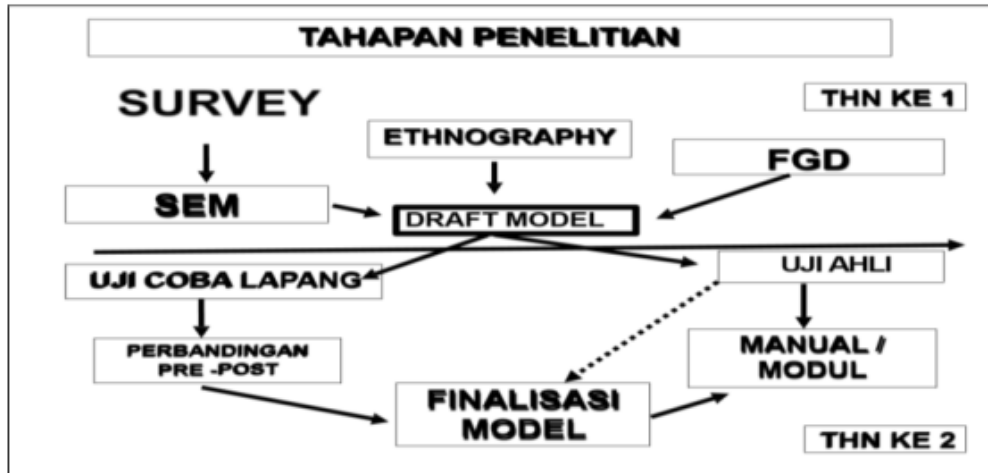 TAHAPAN PENELITIAN
SURVEY
THN KE 1
ETHNOGRAPHY
FGD
SEM
DRAFT MODEL
UJI COBA LAPANG
UJI AHLI
PERBANDINGAN
PRE -POST
MANUAL /
MODUL
FINALISASI
MODEL
THN KE 2